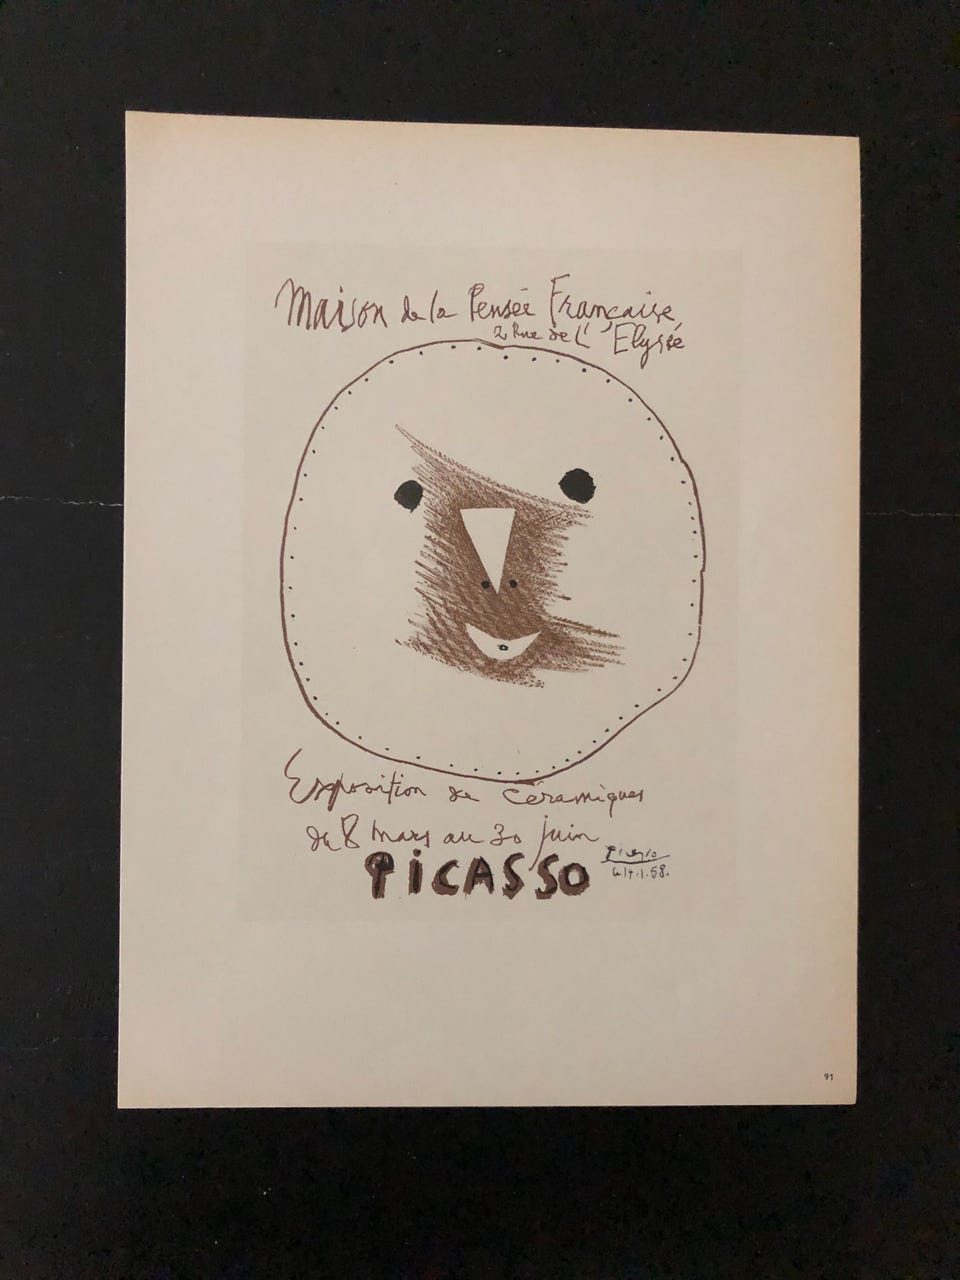 Maison de la Pensée Française
2 Rue de L'Elysée
Exposition de Céramiques
du 8 mars au 30 juin
PICASSO
Picasso
14.1.58.
91